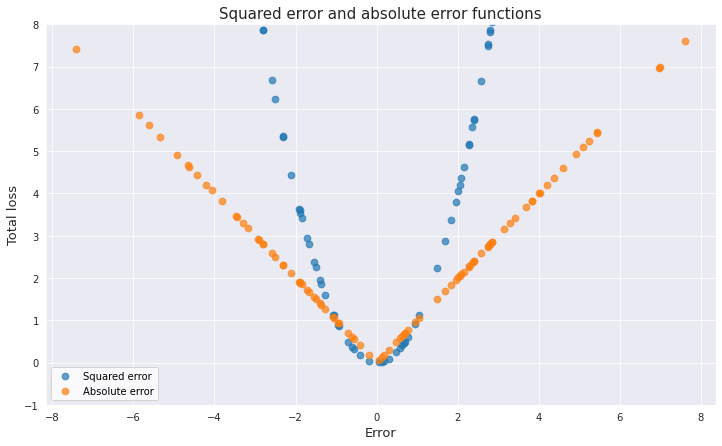 Squared error and absolute error functions
8
7
6
5
4
3
2
1
0
−1
Total loss
Squared error
Absolute error
−8 −6 −4 −2 0 2 4 6 8
Error